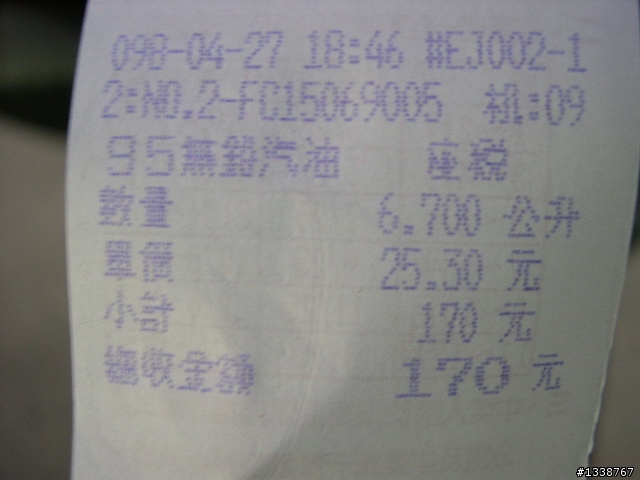 098-04-27 18:46 #EJ002-1
2:NO.2-FC15069005 机:09
95無鉛汽油 應稅
數量 6.700 公升
單價 25.30 元
小計 170 元
總收金額 170 元
#1338767